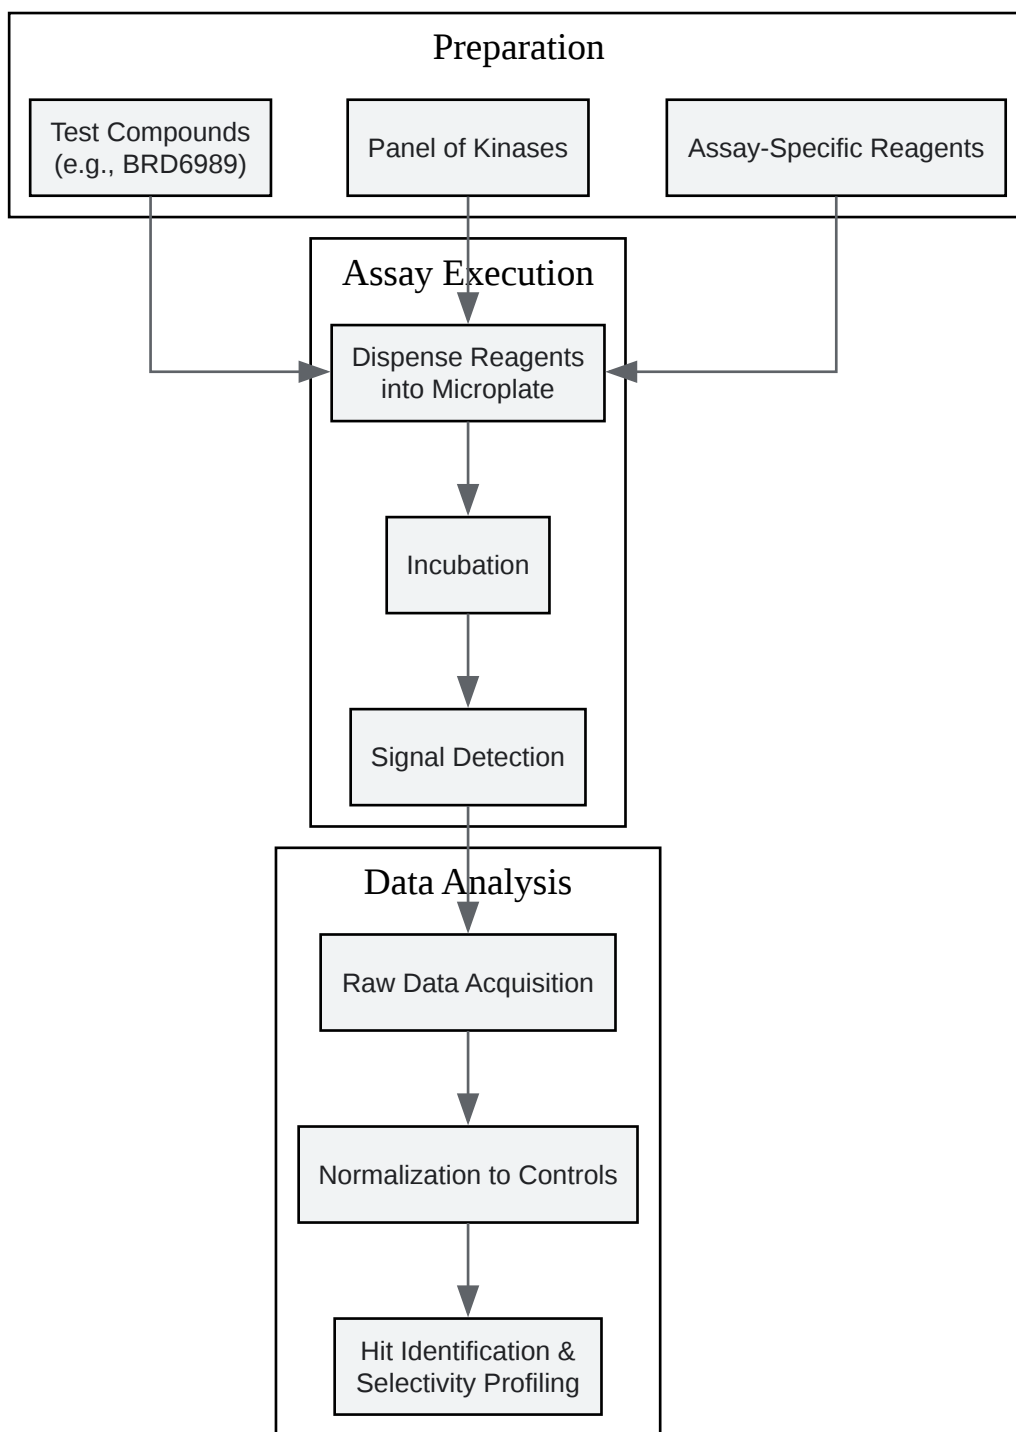 Preparation
Test Compounds
(e.g., BRD6989)
Panel of Kinases
Assay-Specific Reagents
Assay Execution
Dispense Reagents
into Microplate
Incubation
Signal Detection
Data Analysis
Raw Data Acquisition
Normalization to Controls
Hit Identification &
Selectivity Profiling